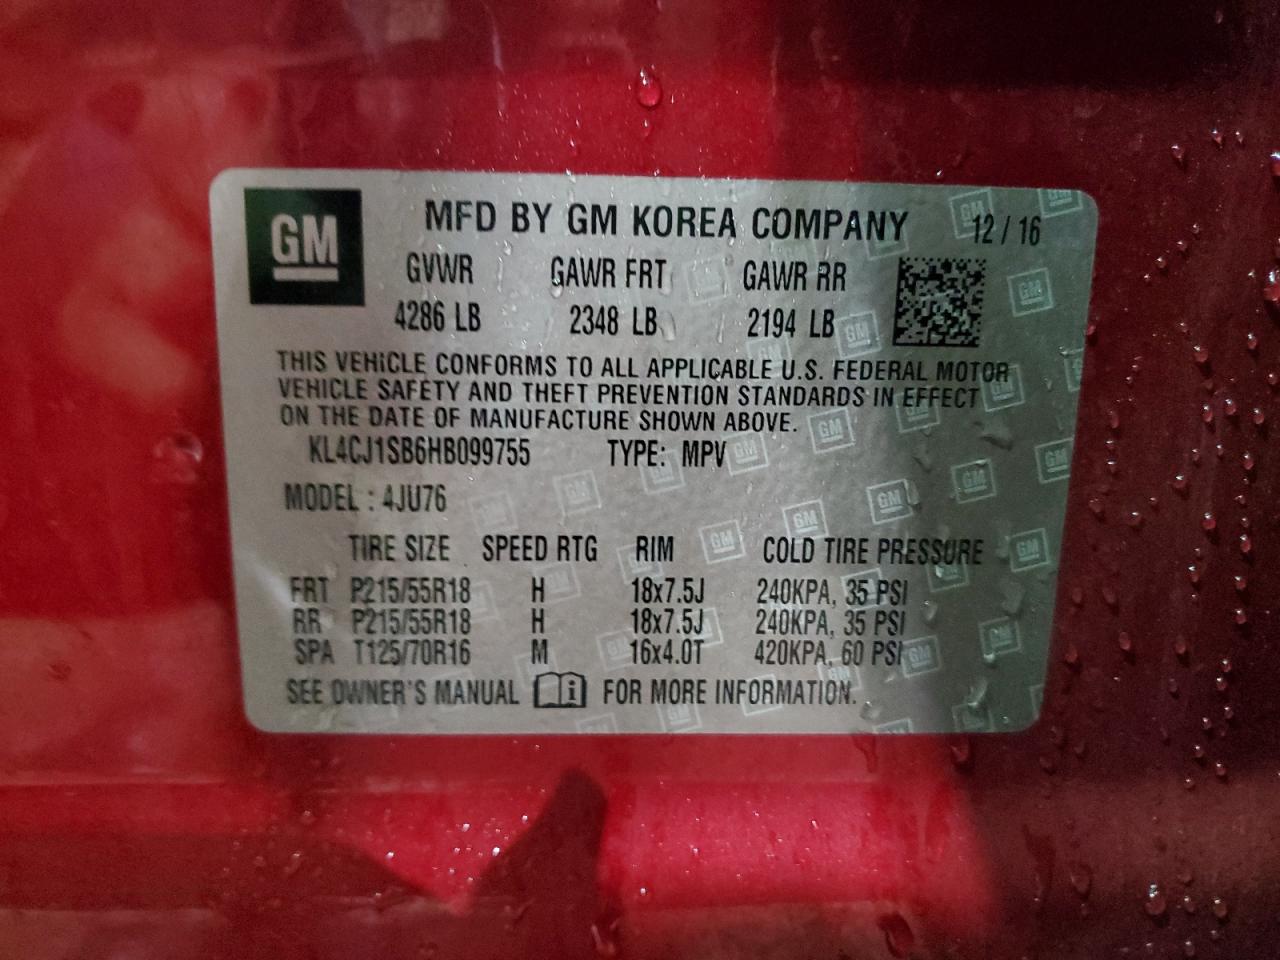 GM MFD BY GM KOREA COMPANY 12/16
GVWR GAWR FRT GAWR RR
4286 LB 2348 LB 2194 LB
THIS VEHICLE CONFORMS TO ALL APPLICABLE U.S. FEDERAL MOTOR
VEHICLE SAFETY AND THEFT PREVENTION STANDARDS IN EFFECT
ON THE DATE OF MANUFACTURE SHOWN ABOVE.
KL4CJ1SB6HB099755 TYPE: MPV
MODEL : 4JU76
TIRE SIZE SPEED RTG RIM COLD TIRE PRESSURE
FRT P215/55R18 H 18x7.5J 240KPA, 35 PSI
RR P215/55R18 H 18x7.5J 240KPA, 35 PSI
SPA T125/70R16 M 16x4.0T 420KPA, 60 PSI
SEE OWNER'S MANUAL i FOR MORE INFORMATION.